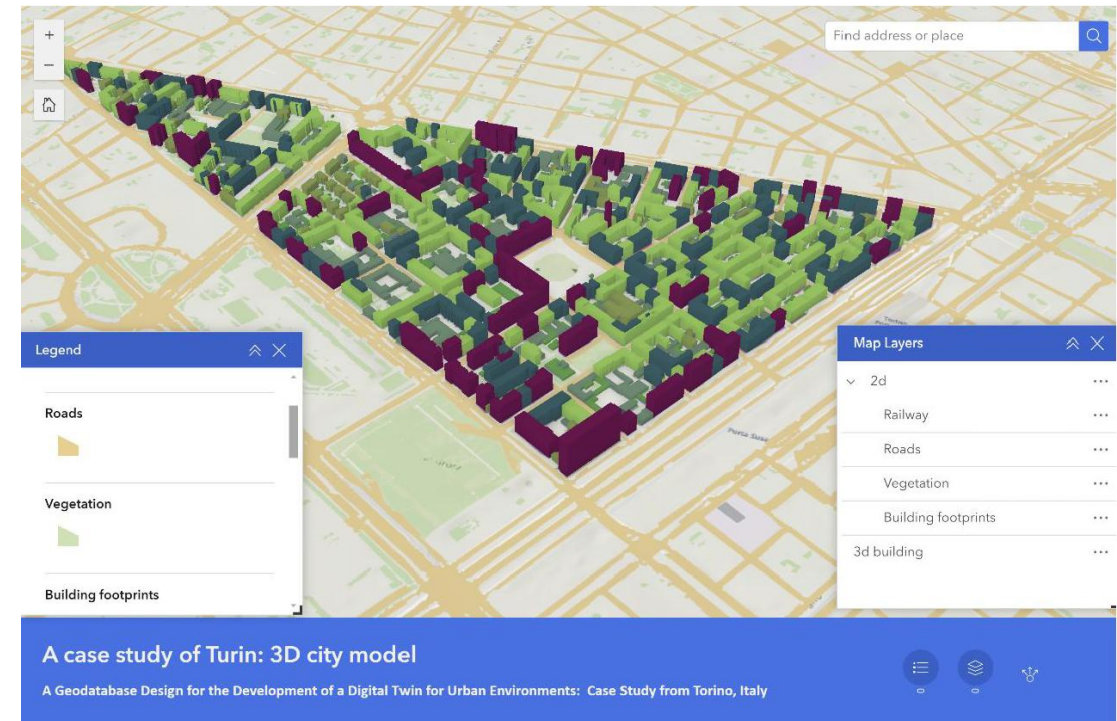 +
−
Find address or place
Porta Susa
Legend
Roads
Vegetation
Building footprints
Map Layers
2d
Railway
Roads
Vegetation
Building footprints
3d building
A case study of Turin: 3D city model
A Geodatabase Design for the Development of a Digital Twin for Urban Environments: Case Study from Torino, Italy